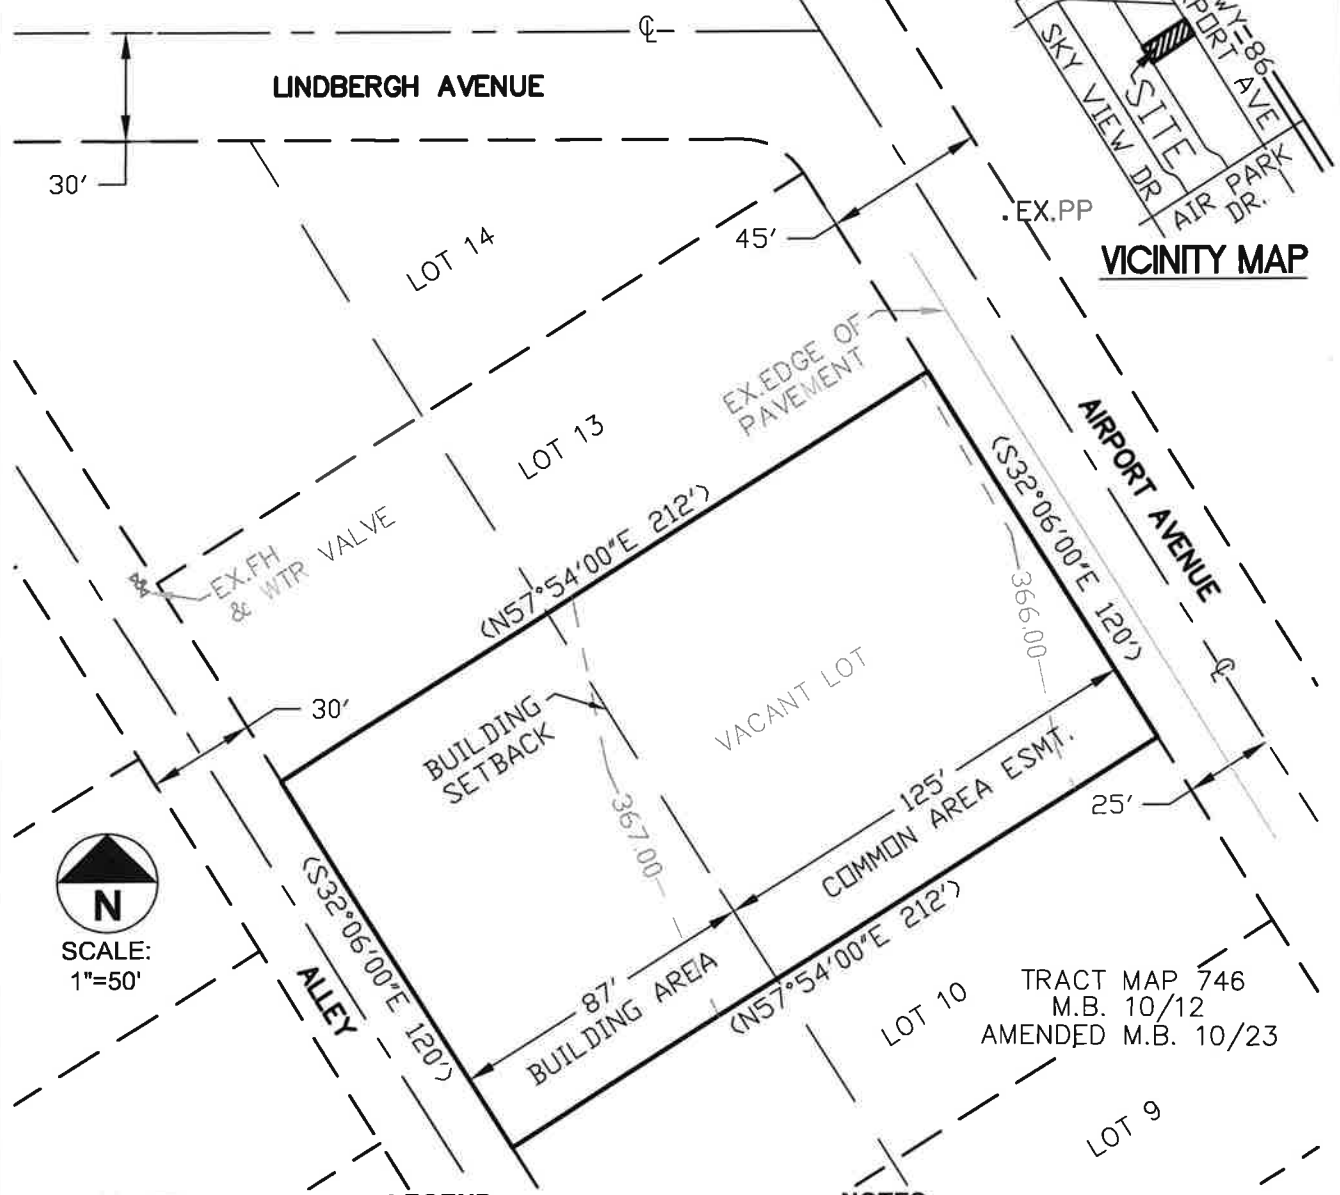 ℄
LINDBERGH AVENUE
30'
SKY VIEW DR
SITE
AIR PARK
DR.
VICINITY MAP
.EX.PP
45'
LOT 14
EX.EDGE OF
PAVEMENT
LOT 13
AIRPORT AVENUE
℄
EX.FH
& WTR VALVE
(N57°54'00"E 212')
(S32°06'00"E 120')
366.00
30'
BUILDING
SETBACK
VACANT LOT
367.00
125'
COMMON AREA ESMT.
25'
N
SCALE:
1"=50'
ALLEY
(S32°06'00"E 120')
87'
BUILDING AREA
(N57°54'00"E 212')
LOT 10
TRACT MAP 746
M.B. 10/12
AMENDED M.B. 10/23
LOT 9